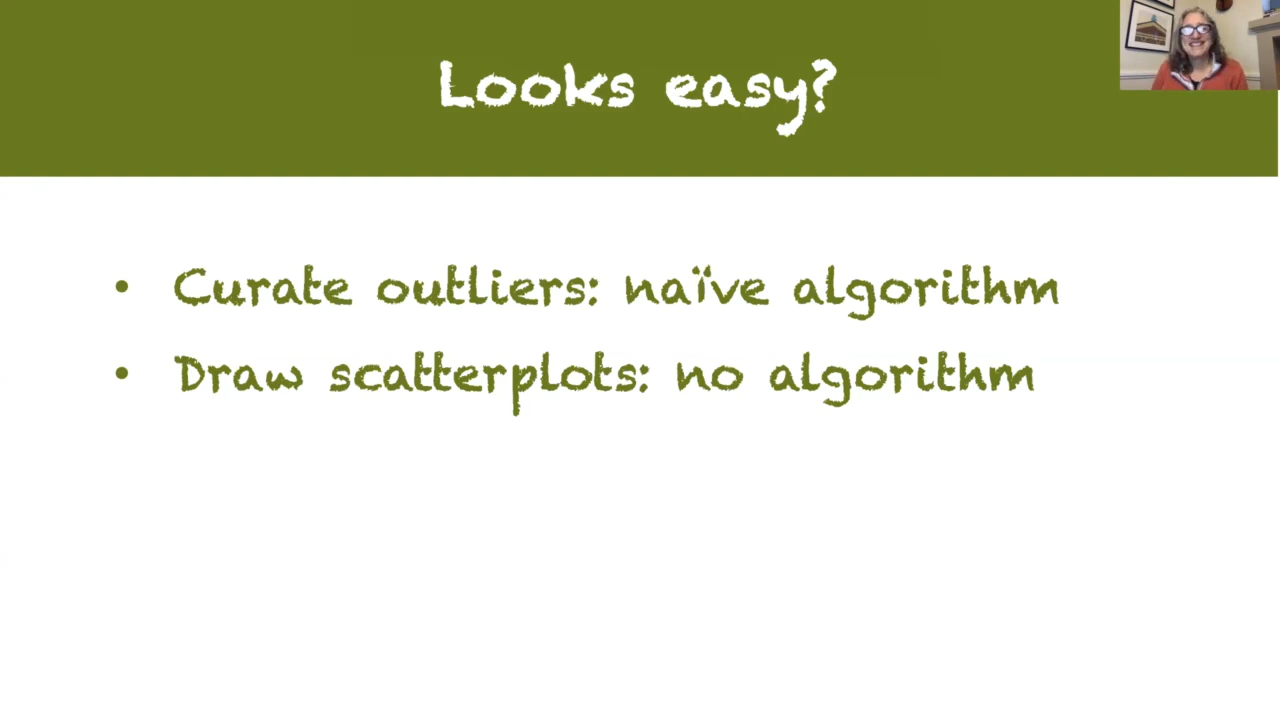 Looks easy?
• Curate outliers: naïve algorithm
• Draw scatterplots: no algorithm